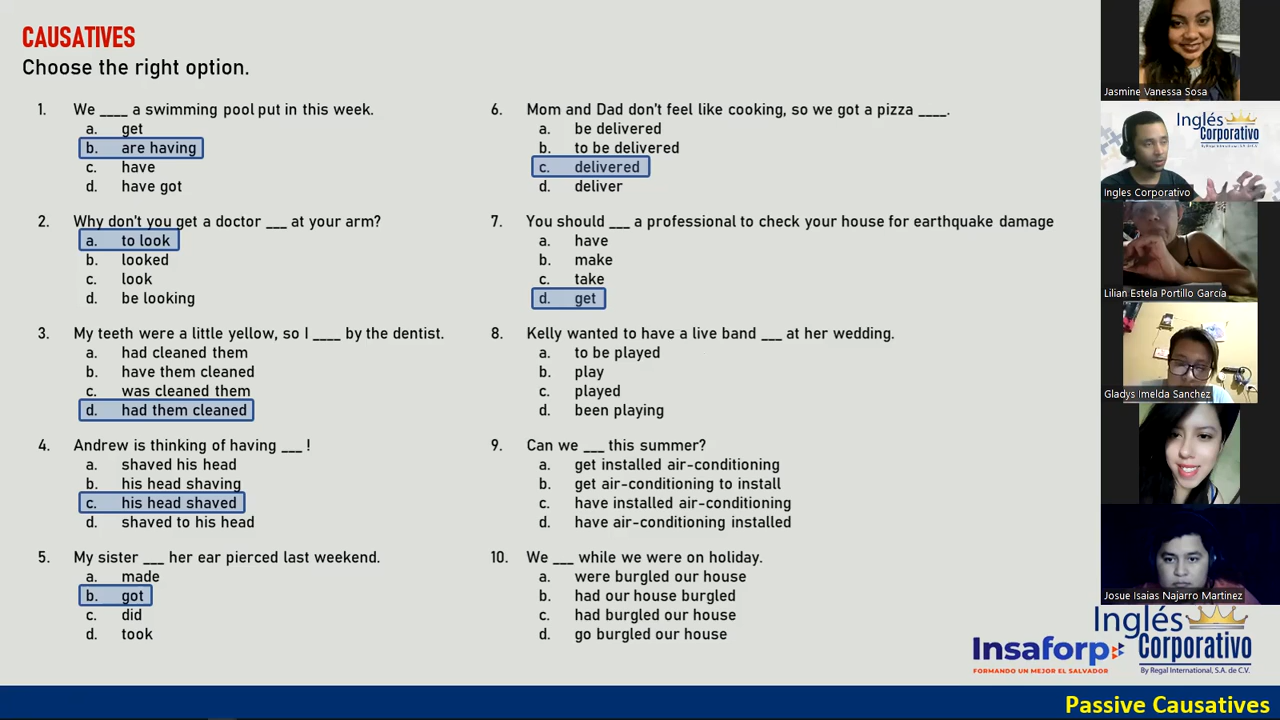 CAUSATIVES
Choose the right option.
1. We ____ a swimming pool put in this week.
a. get
b. are having
c. have
d. have got
2. Why don't you get a doctor ___ at your arm?
a. to look
b. looked
c. look
d. be looking
3. My teeth were a little yellow, so I ____ by the dentist.
a. had cleaned them
b. have them cleaned
c. was cleaned them
d. had them cleaned
4. Andrew is thinking of having ___ !
a. shaved his head
b. his head shaving
c. his head shaved
d. shaved to his head
5. My sister ___ her ear pierced last weekend.
a. made
b. got
c. did
d. took
6. Mom and Dad don't feel like cooking, so we got a pizza ____.
a. be delivered
b. to be delivered
c. delivered
d. deliver
7. You should ___ a professional to check your house for earthquake damage
a. have
b. make
c. take
d. get
8. Kelly wanted to have a live band ___ at her wedding.
a. to be played
b. play
c. played
d. been playing
9. Can we ___ this summer?
a. get installed air-conditioning
b. get air-conditioning to install
c. have installed air-conditioning
d. have air-conditioning installed
10. We ___ while we were on holiday.
a. were burgled our house
b. had our house burgled
c. had burgled our house
d. go burgled our house
Jasmine Vanessa Sosa
Inglés
Corporativo
By Regal International, S.A. de C.V.
Ingles Corporativo
Lilian Estela Portillo García
Gladys Imelda Sanchez
Josue Isaias Najarro Martinez
Insaforp
FORMANDO UN MEJOR EL SALVADOR
Inglés
Corporativo
By Regal International, S.A. de C.V.
Passive Causatives